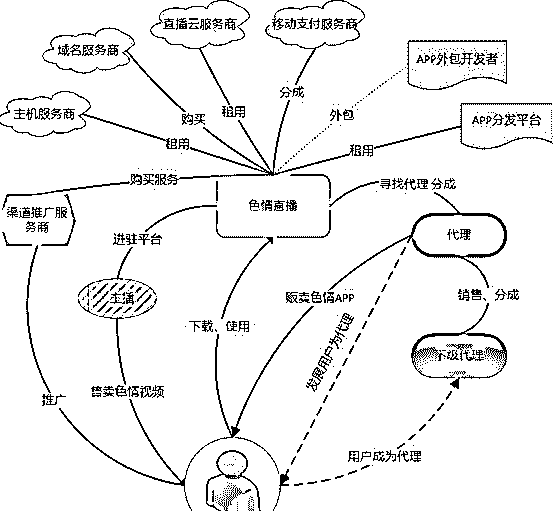 直播云服务商
移动支付服务商
域名服务商
APP外包开发者
主机服务商
APP分发平台
购买
租用
分成
外包
租用
租用
购买服务
寻找代理 分成
渠道推广服
务商
色情直播
进驻平台
代理
主播
贩卖色情APP
销售、分成
下载、使用
发展用户为代理
下级代理
售卖色情视频
推广
用户成为代理